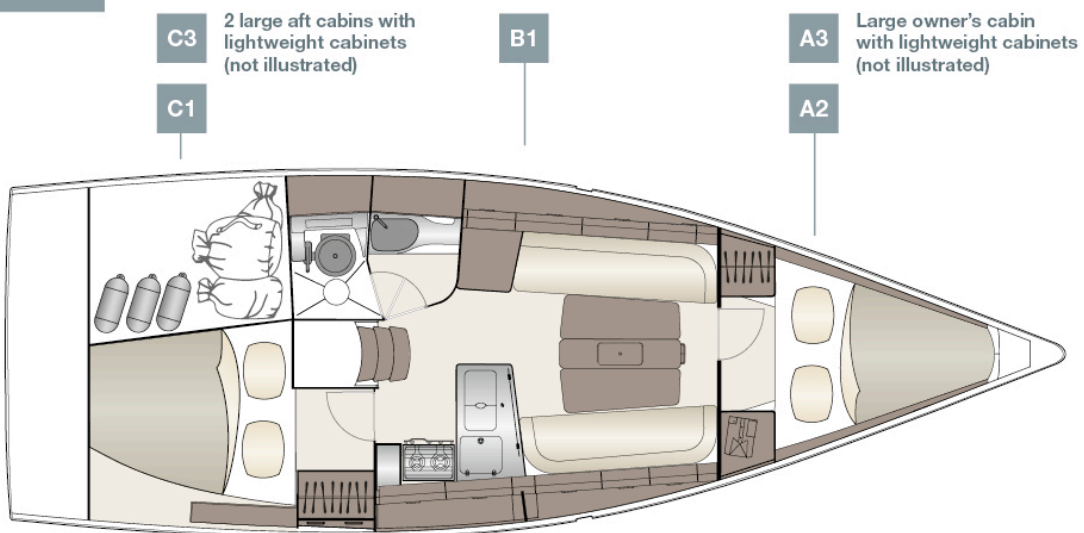 C3
2 large aft cabins with
lightweight cabinets
(not illustrated)
B1
A3
Large owner's cabin
with lightweight cabinets
(not illustrated)
C1
A2